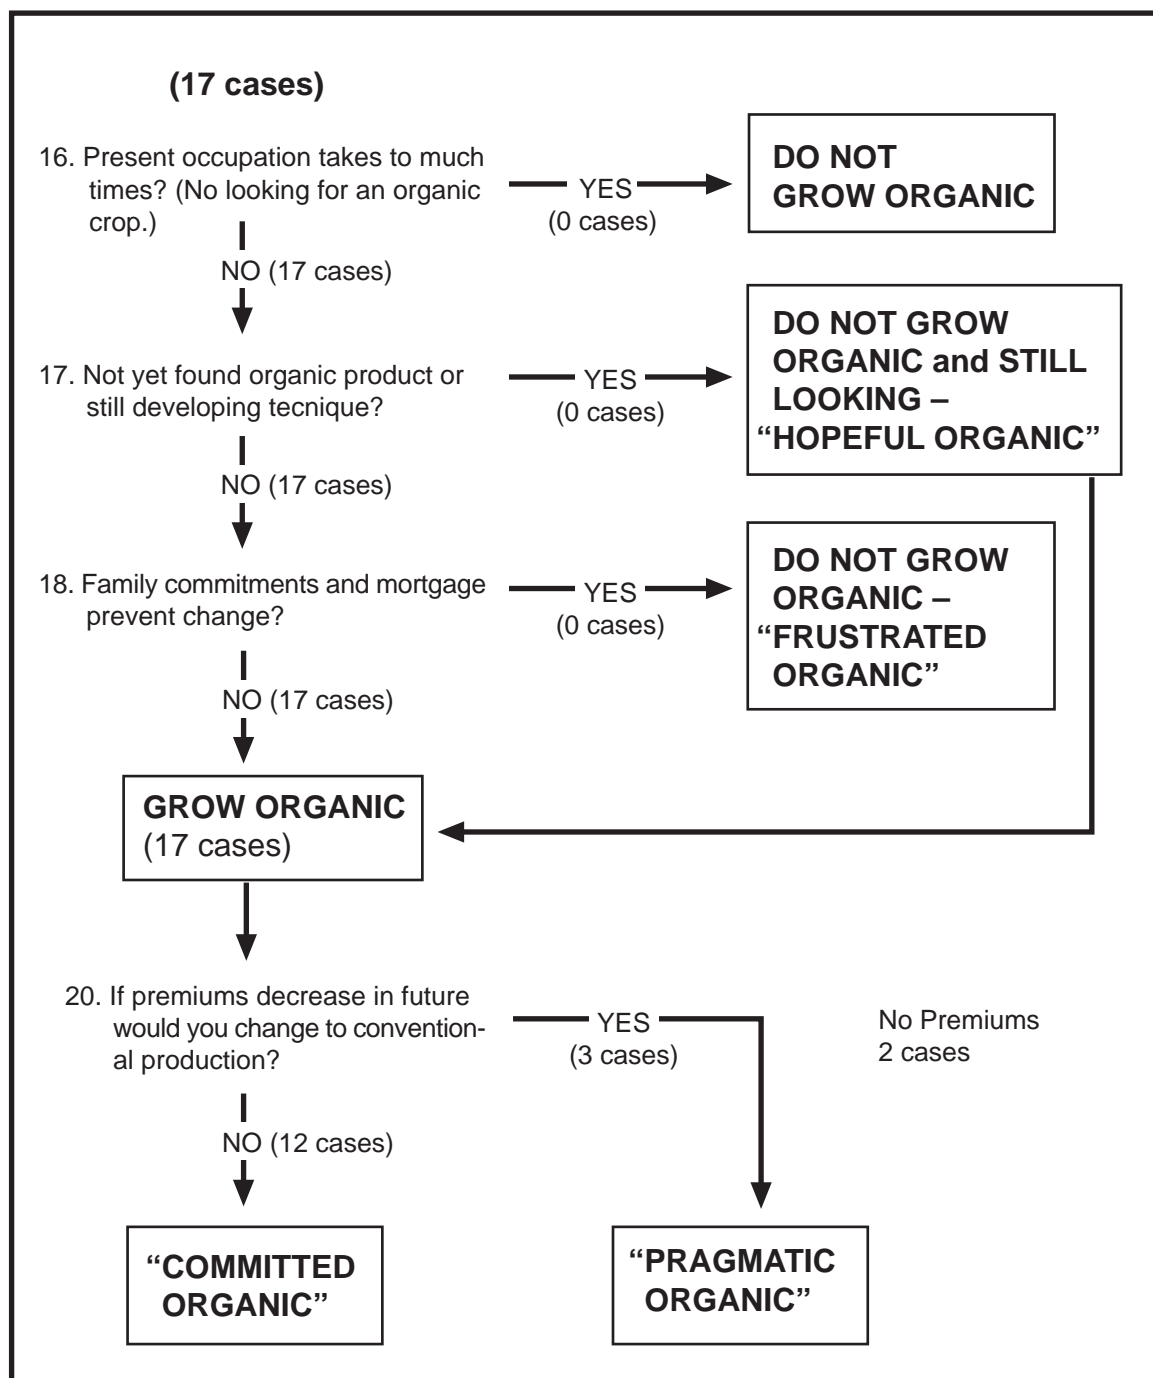 (17 cases)
16. Present occupation takes to much
times? (No looking for an organic
crop.)
YES
(0 cases)
DO NOT
GROW ORGANIC
NO (17 cases)
17. Not yet found organic product or
still developing tecnique?
YES
(0 cases)
DO NOT GROW
ORGANIC and STILL
LOOKING –
“HOPEFUL ORGANIC”
NO (17 cases)
18. Family commitments and mortgage
prevent change?
YES
(0 cases)
DO NOT GROW
ORGANIC –
“FRUSTRATED
ORGANIC”
NO (17 cases)
GROW ORGANIC
(17 cases)
20. If premiums decrease in future
would you change to convention-
al production?
YES
(3 cases)
No Premiums
2 cases
NO (12 cases)
“COMMITTED
ORGANIC”
“PRAGMATIC
ORGANIC”